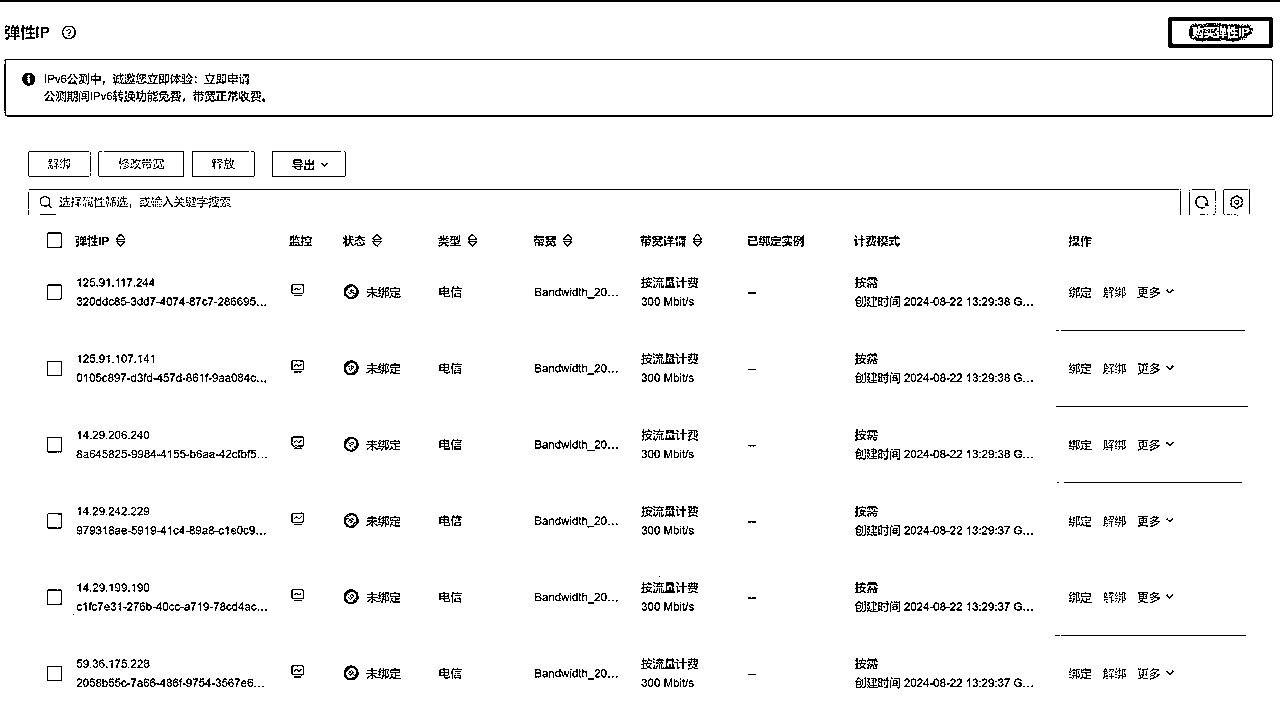 弹性IP
购买弹性IP
IPv6公测中，诚邀您立即体验：立即申请
公测期间IPv6转换功能免费，带宽正常收费。
解绑 修改带宽 释放 导出
选择属性筛选，或输入关键字搜索
弹性IP 监控 状态 类型 带宽 带宽详情 已绑定实例 计费模式 操作
125.91.117.244 按流量计费 按需
320ddc85-3dd7-4074-87c7-286695... 未绑定 电信 Bandwidth_20... 300 Mbit/s -- 创建时间 2024-08-22 13:29:38 G... 绑定 解绑 更多
125.91.107.141 按流量计费 按需
0105c897-d3fd-457d-861f-9aa084c... 未绑定 电信 Bandwidth_20... 300 Mbit/s -- 创建时间 2024-08-22 13:29:38 G... 绑定 解绑 更多
14.29.206.240 按流量计费 按需
8a645825-9984-4155-b6aa-42cfbf5... 未绑定 电信 Bandwidth_20... 300 Mbit/s -- 创建时间 2024-08-22 13:29:38 G... 绑定 解绑 更多
14.29.242.229 按流量计费 按需
979318ae-5919-41c4-89a8-c1e0c9... 未绑定 电信 Bandwidth_20... 300 Mbit/s -- 创建时间 2024-08-22 13:29:37 G... 绑定 解绑 更多
14.29.199.190 按流量计费 按需
c1fc7e31-276b-40cc-a719-78cd4ac... 未绑定 电信 Bandwidth_20... 300 Mbit/s -- 创建时间 2024-08-22 13:29:37 G... 绑定 解绑 更多
59.36.175.228 按流量计费 按需
2058b55c-7a66-486f-9754-3567e6... 未绑定 电信 Bandwidth_20... 300 Mbit/s -- 创建时间 2024-08-22 13:29:37 G... 绑定 解绑 更多